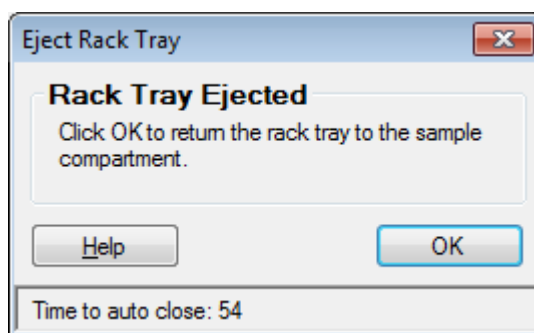 Eject Rack Tray
Rack Tray Ejected
Click OK to return the rack tray to the sample
compartment.
Help
OK
Time to auto close: 54